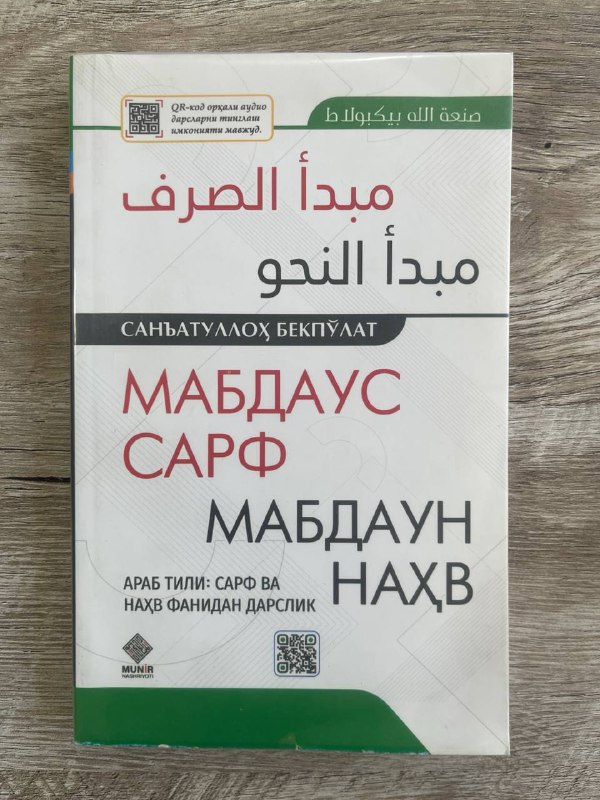 QR-код орқали аудио
дарсларни тинглаш
имконияти мавжуд.
صنعة الله بيكبولاط
مبدأ الصرف
مبدأ النحو
САНЪАТУЛЛОҲ БЕКПЎЛАТ
МАБДАУС
САРФ
МАБДАУН
НАҲВ
АРАБ ТИЛИ: САРФ ВА
НАҲВ ФАНИДАН ДАРСЛИК
MUNIR
NASHRIYOTI